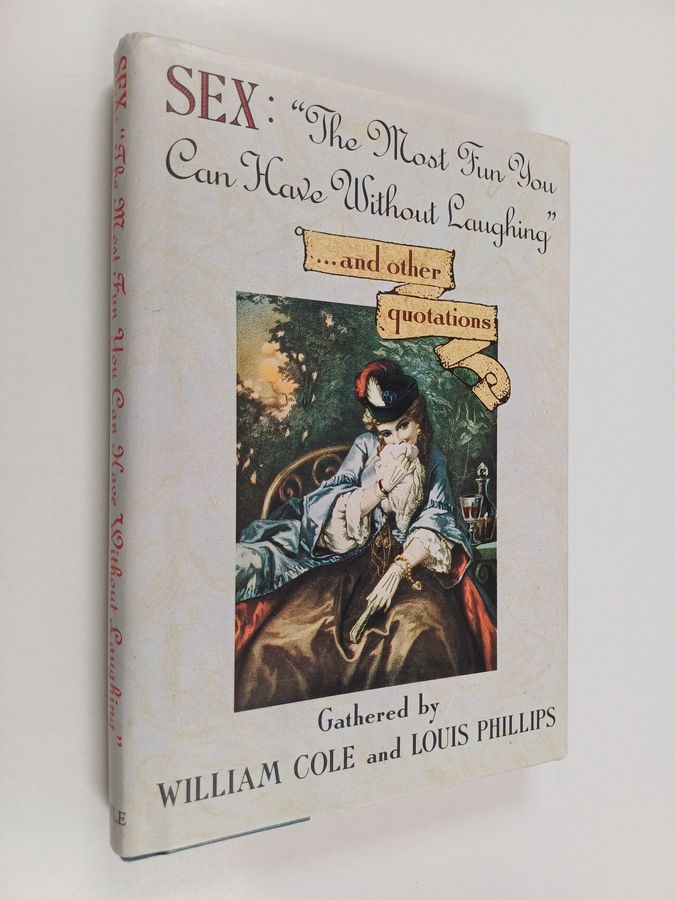 SEX: "The Most Fun You
Can Have Without Laughing"
....and other
quotations
Gathered by
WILLIAM COLE and LOUIS PHILLIPS
SEX: "The Most Fun You Can Have Without Laughing"
LE